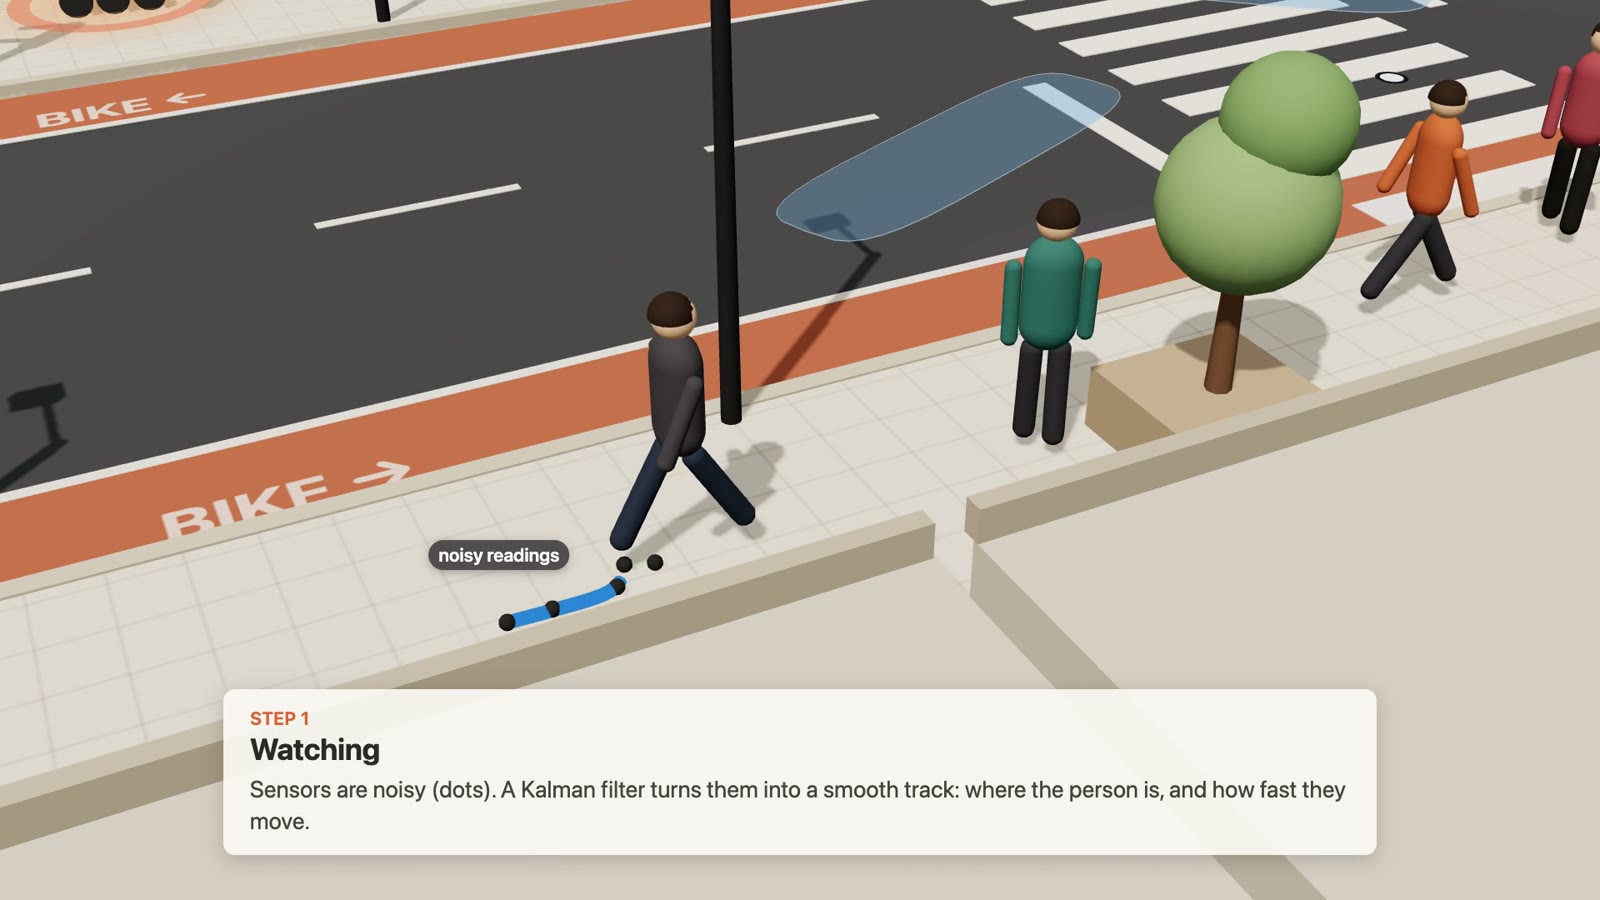 BIKE ←
BIKE →
noisy readings
STEP 1
Watching
Sensors are noisy (dots). A Kalman filter turns them into a smooth track: where the person is, and how fast they
move.